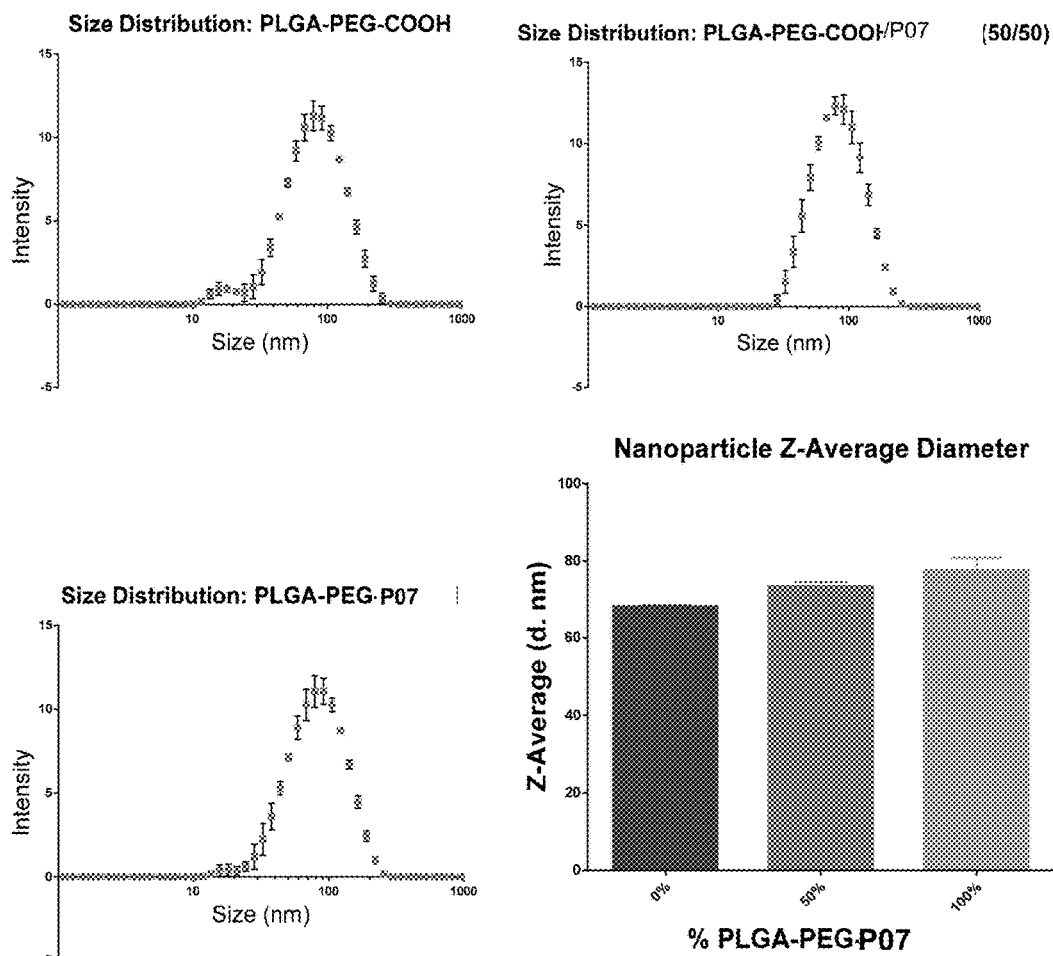 Size Distribution: PLGA-PEG-COOH
15
10
5
0
-5
Intensity
10
100
1000
Size (nm)
Size Distribution: PLGA-PEG-COOH/P07 (50/50)
15
10
5
0
-5
Intensity
10
100
1000
Size (nm)
Size Distribution: PLGA-PEG-P07
15
10
5
0
Intensity
10
100
1000
Size (nm)
Nanoparticle Z-Average Diameter
100
80
60
40
20
0
Z-Average (d. nm)
0%
50%
100%
% PLGA-PEG-P07